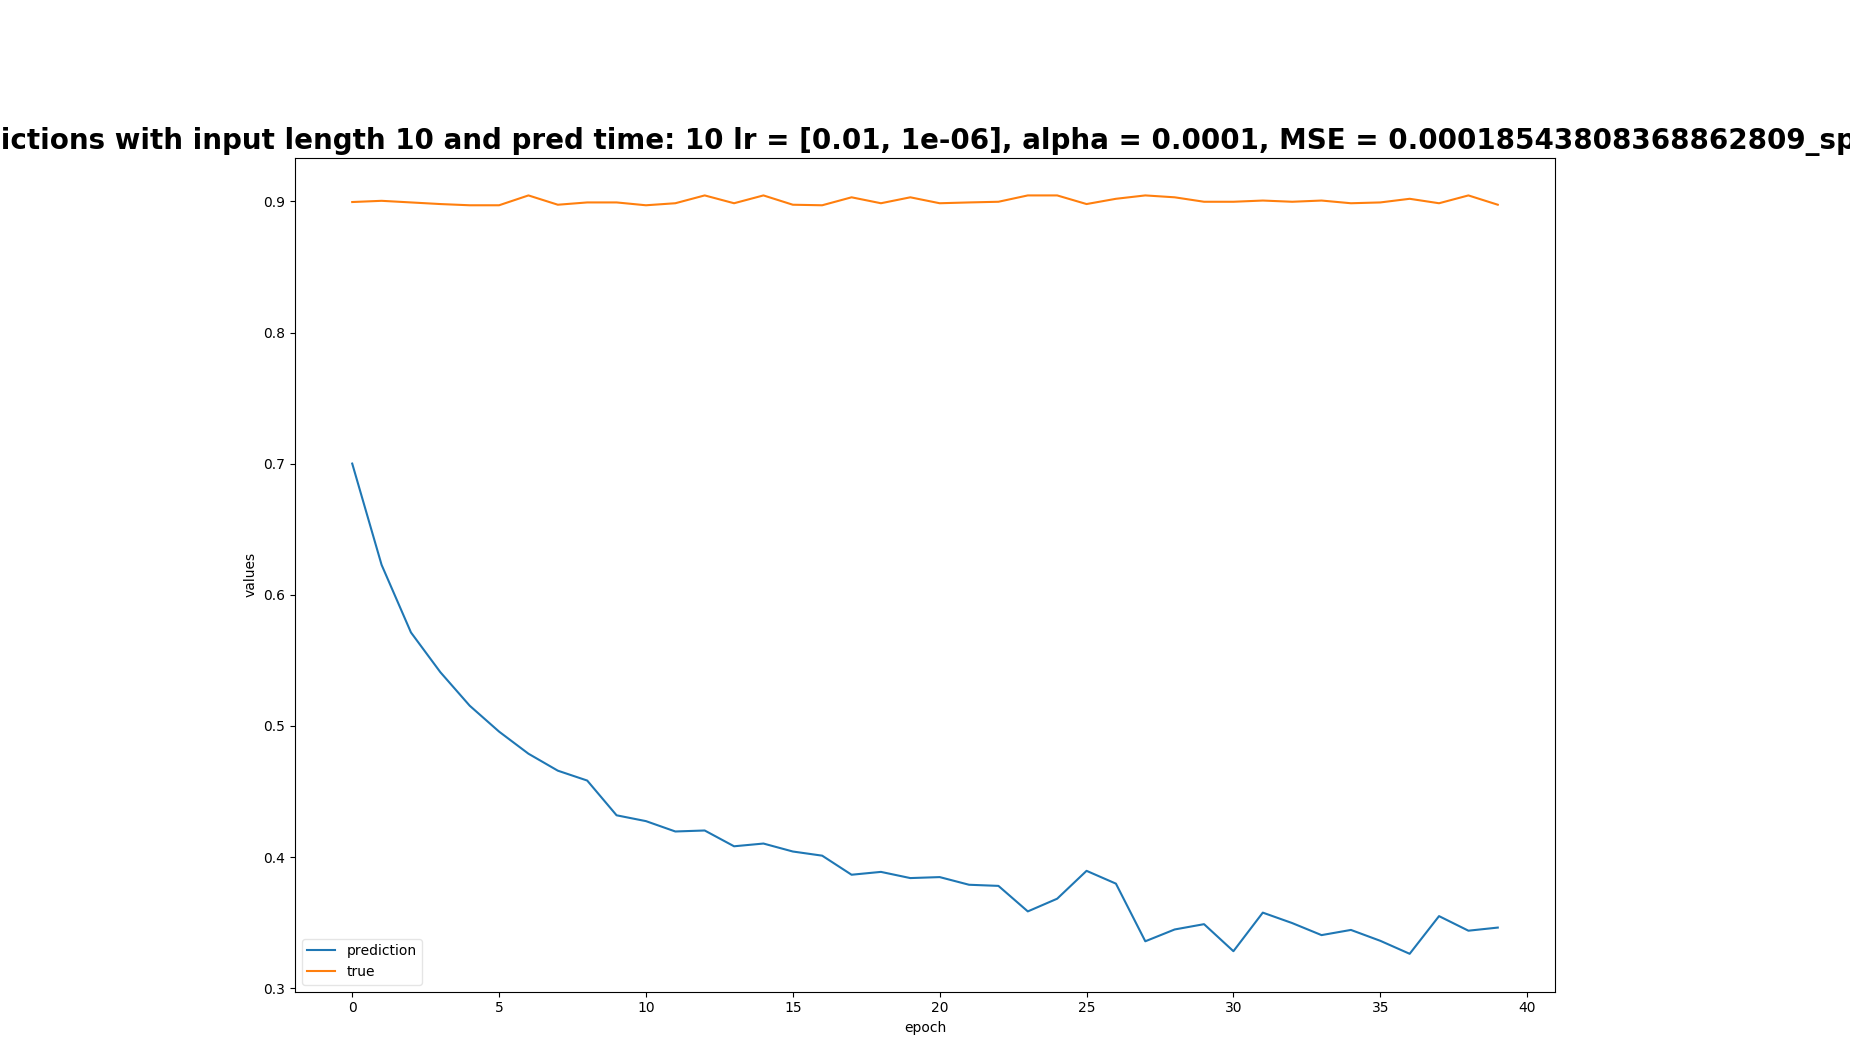 ictions with input length 10 and pred time: 10 lr = [0.01, 1e-06], alpha = 0.0001, MSE = 0.00018543808368862809_sp
0.9
0.8
0.7
0.6
0.5
0.4
0.3
values
prediction
true
0 5 10 15 20 25 30 35 40
epoch